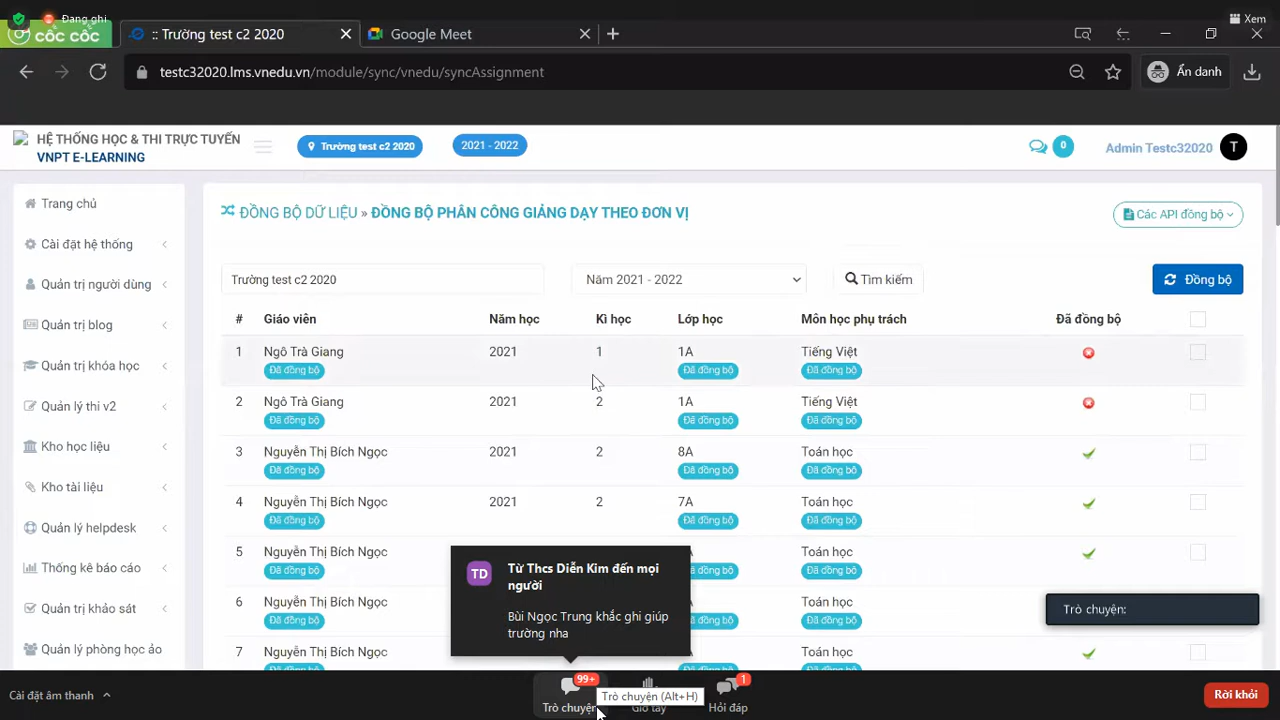 Đang ghi
Xem
cốc cốc
:: Trường test c2 2020
Google Meet
testc32020.lms.vnedu.vn/module/sync/vnedu/syncAssignment
Ẩn danh
HỆ THỐNG HỌC & THI TRỰC TUYẾN
VNPT E-LEARNING
Trường test c2 2020
2021 - 2022
0
Admin Testc32020
T
Trang chủ
Cài đặt hệ thống
Quản trị người dùng
Quản trị blog
Quản trị khóa học
Quản lý thi v2
Kho học liệu
Kho tài liệu
Quản lý helpdesk
Thống kê báo cáo
Quản trị khảo sát
Quản lý phòng học ảo
ĐỒNG BỘ DỮ LIỆU » ĐỒNG BỘ PHÂN CÔNG GIẢNG DẠY THEO ĐƠN VỊ
Các API đồng bộ
Trường test c2 2020
Năm 2021 - 2022
Tìm kiếm
Đồng bộ
# Giáo viên Năm học Kì học Lớp học Môn học phụ trách Đã đồng bộ
1 Ngô Trà Giang 2021 1 1A Tiếng Việt
Đã đồng bộ Đã đồng bộ Đã đồng bộ
2 Ngô Trà Giang 2021 2 1A Tiếng Việt
Đã đồng bộ Đã đồng bộ Đã đồng bộ
3 Nguyễn Thị Bích Ngọc 2021 2 8A Toán học
Đã đồng bộ Đã đồng bộ Đã đồng bộ
4 Nguyễn Thị Bích Ngọc 2021 2 7A Toán học
Đã đồng bộ Đã đồng bộ Đã đồng bộ
5 Nguyễn Thị Bích Ngọc Toán học
Đã đồng bộ Đã đồng bộ Đã đồng bộ
6 Nguyễn Thị Bích Ngọc Toán học
Đã đồng bộ Đã đồng bộ Đã đồng bộ
7 Nguyễn Thị Bích Ngọc Toán học
Đã đồng bộ Đã đồng bộ Đã đồng bộ
TD
Từ Thcs Diễn Kim đến mọi
người
Bùi Ngọc Trung khắc ghi giúp
trường nha
Trò chuyện:
Cài đặt âm thanh
99+
Trò chuyện
Trò chuyện (Alt+H)
Giơ tay
1
Hỏi đáp
Rời khỏi